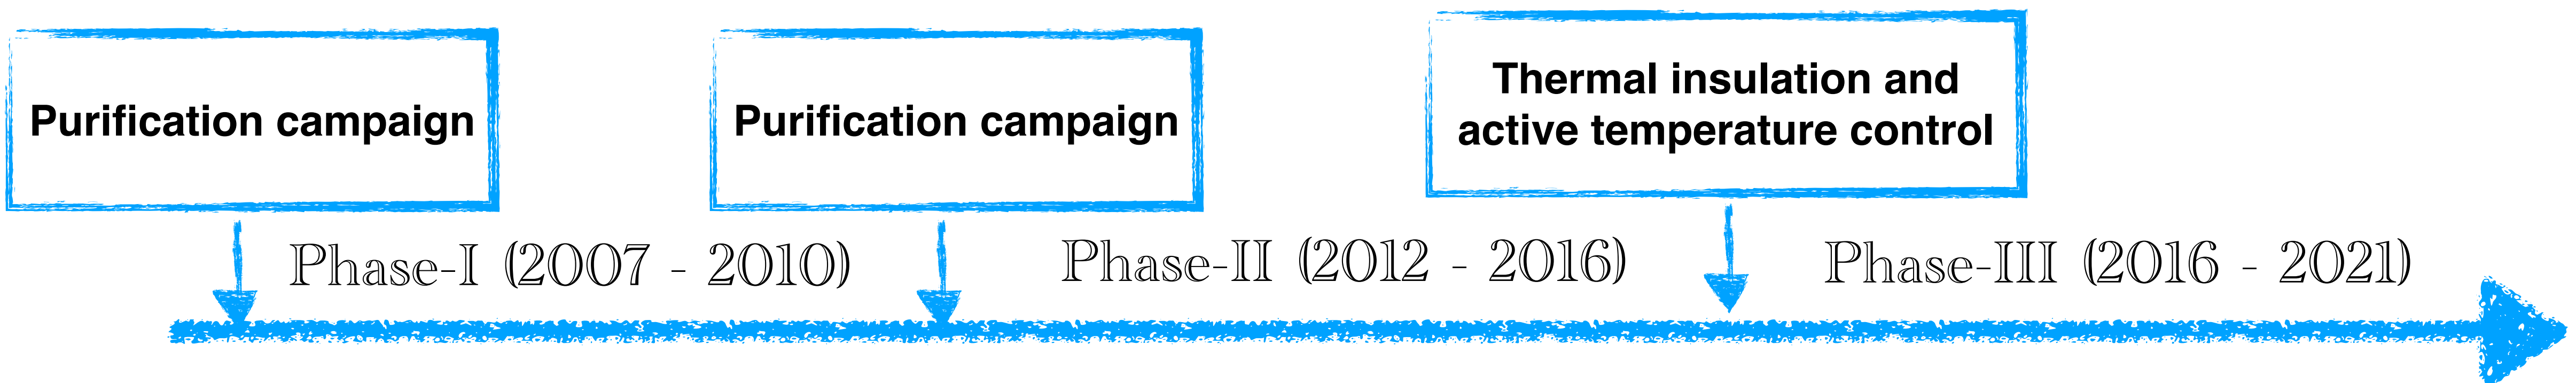 Purification campaign
Purification campaign
Thermal insulation and
active temperature control
Phase-I (2007 - 2010)
Phase-II (2012 - 2016)
Phase-III (2016 - 2021)